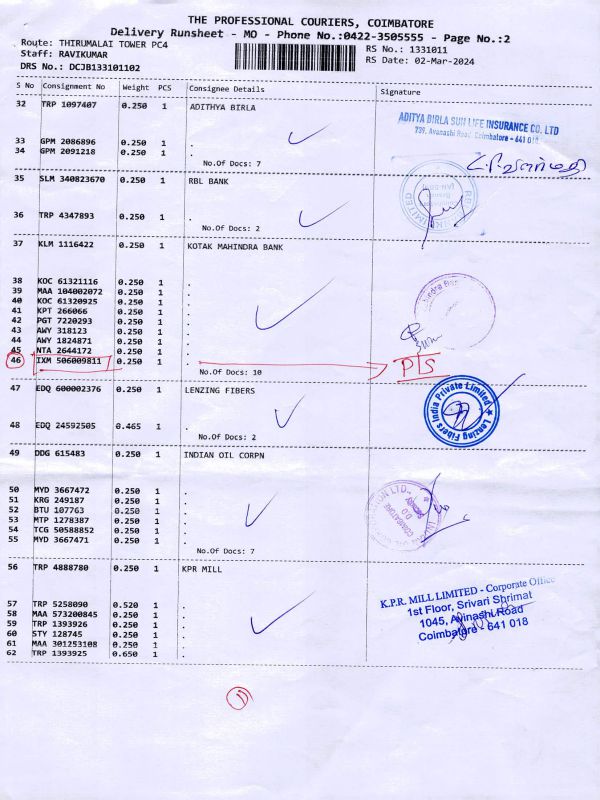 THE PROFESSIONAL COURIERS, COIMBATORE
Delivery Runsheet - MO - Phone No.:0422-3505555 - Page No.:2
Route: THIRUMALAI TOWER PC4
Staff: RAVIKUMAR
DRS No.: DCJB133101102
RS No.: 1331011
RS Date: 02-Mar-2024
S No Consignment No Weight PCS Consignee Details Signature
32 TRP 1097407 0.250 1 ADITHYA BIRLA
ADITYA BIRLA SUN LIFE INSURANCE CO. LTD
739, Avanashi Road, Coimbatore - 641 018
33 GPM 2086896 0.250 1 .
34 GPM 2091218 0.250 1 .
No.Of Docs: 7
35 SLM 340823670 0.250 1 RBL BANK
36 TRP 4347893 0.250 1 .
No.Of Docs: 2
37 KLM 1116422 0.250 1 KOTAK MAHINDRA BANK
38 KOC 61321116 0.250 1 .
39 MAA 104002072 0.250 1 .
40 KOC 61320925 0.250 1 .
41 KPT 266066 0.250 1 .
42 PGT 7220293 0.250 1 .
43 AWY 318123 0.250 1 .
44 AWY 1824871 0.250 1 .
45 NTA 2644172 0.250 1 .
46 IXM 506009811 0.250 1 .
No.Of Docs: 10
47 EDQ 600002376 0.250 1 LENZING FIBERS
Lenzing Fibers India Private Limited
48 EDQ 24592505 0.465 1 .
No.Of Docs: 2
49 DDG 615483 0.250 1 INDIAN OIL CORPN
50 MYD 3667472 0.250 1 .
51 KRG 249187 0.250 1 .
52 BTU 107763 0.250 1 .
53 MTP 1278387 0.250 1 .
54 TCG 50588852 0.250 1 .
55 MYD 3667471 0.250 1 .
No.Of Docs: 7
56 TRP 4888780 0.250 1 KPR MILL
K.P.R. MILL LIMITED - Corporate Office
1st Floor, Srivari Shrimat
1045, Avinashi Road
Coimbatore - 641 018
57 TRP 5258090 0.520 1 .
58 MAA 573200845 0.250 1 .
59 TRP 1393926 0.250 1 .
60 STY 128745 0.250 1 .
61 MAA 301253108 0.250 1 .
62 TRP 1393925 0.650 1 .